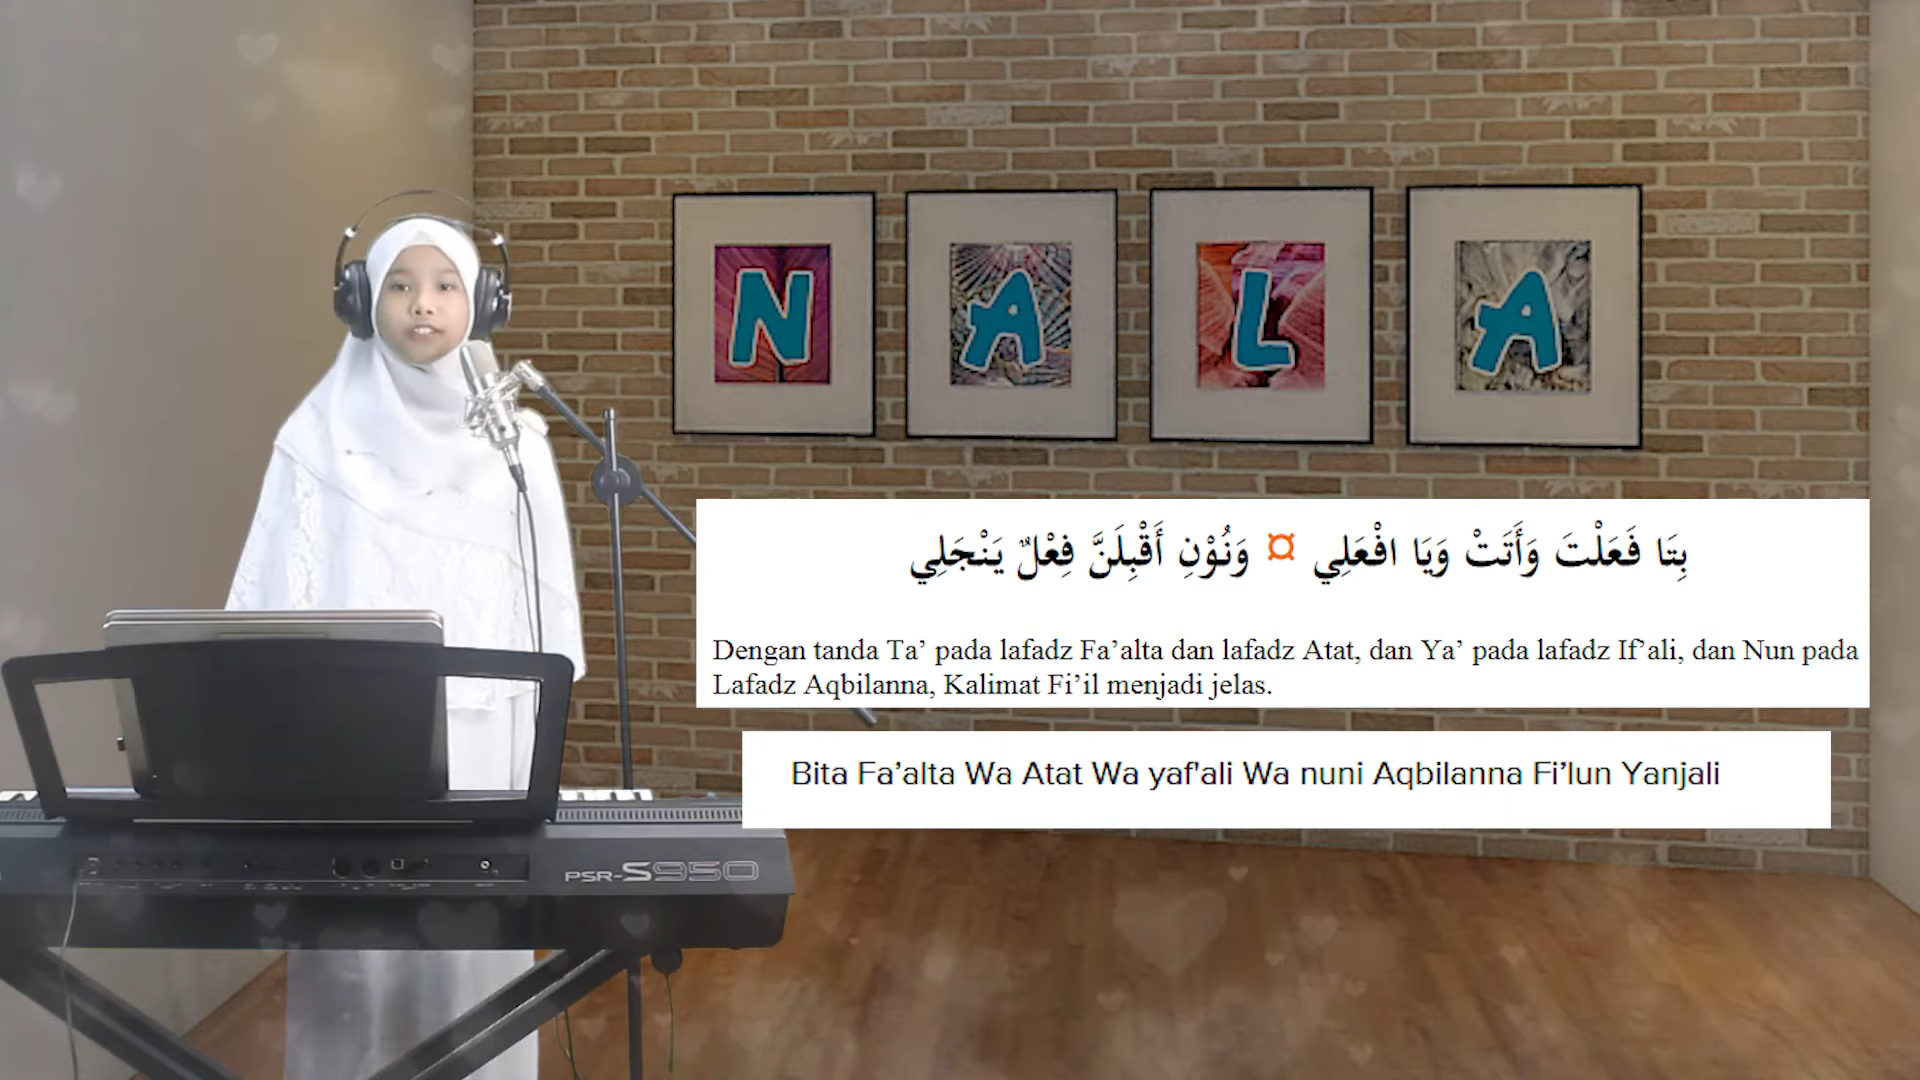 N A L A
بِتَا فَعَلْتَ وَأَتَتْ وَيَا افْعَلِي ¤ وَنُوْنِ أَقْبِلَنَّ فِعْلٌ يَنْجَلِي
Dengan tanda Ta’ pada lafadz Fa’alta dan lafadz Atat, dan Ya’ pada lafadz If’ali, dan Nun pada
Lafadz Aqbilanna, Kalimat Fi’il menjadi jelas.
Bita Fa’alta Wa Atat Wa yaf'ali Wa nuni Aqbilanna Fi’lun Yanjali
PSR-S950